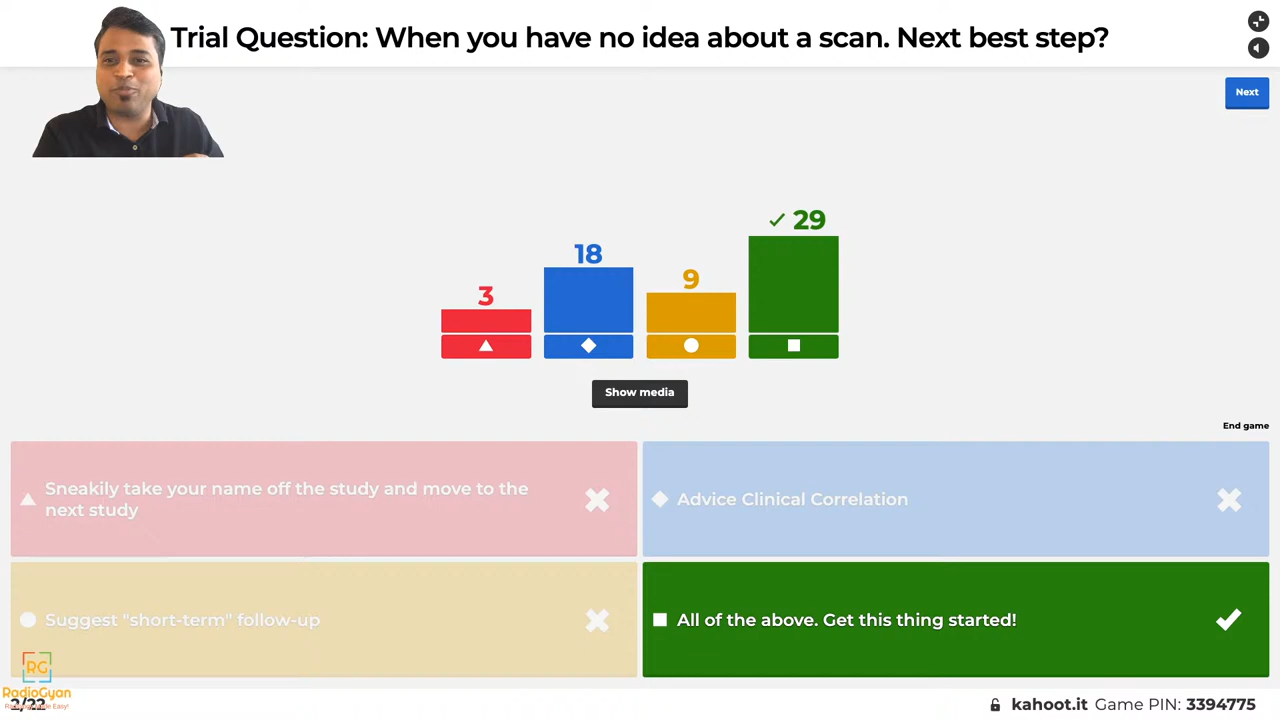 Trial Question: When you have no idea about a scan. Next best step?
Next
3
18
9
29
Show media
End game
Sneakily take your name off the study and move to the
next study
Advice Clinical Correlation
Suggest "short-term" follow-up
All of the above. Get this thing started!
RG
RadioGyan
2/22
kahoot.it Game PIN: 3394775